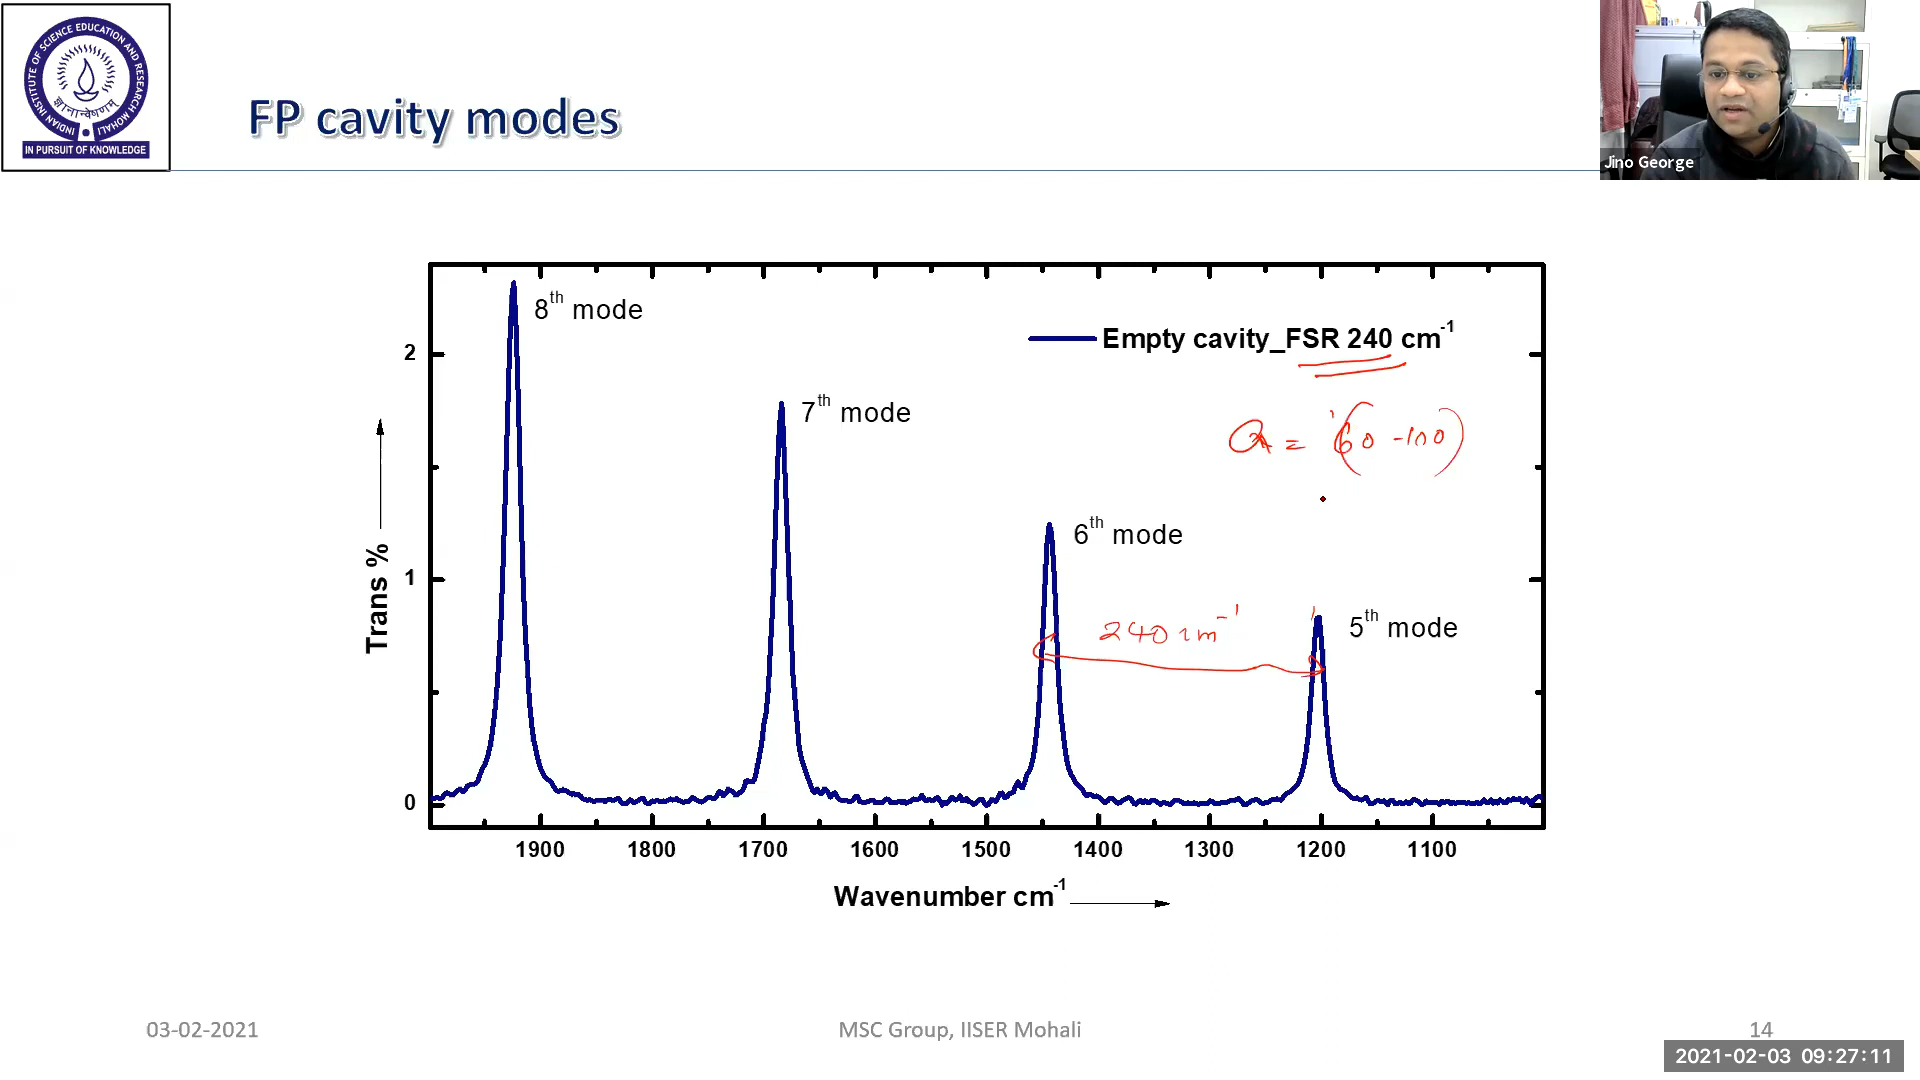 INDIAN INSTITUTE OF SCIENCE EDUCATION AND RESEARCH MOHALI
ज्ञानान्वेषणम्
IN PURSUIT OF KNOWLEDGE
FP cavity modes
Jino George
8th mode
Empty cavity_FSR 240 cm-1
7th mode
Q = (60-100)
6th mode
240 cm-1
5th mode
Trans %
2
1
0
1900 1800 1700 1600 1500 1400 1300 1200 1100
Wavenumber cm-1
03-02-2021
MSC Group, IISER Mohali
14
2021-02-03 09:27:11